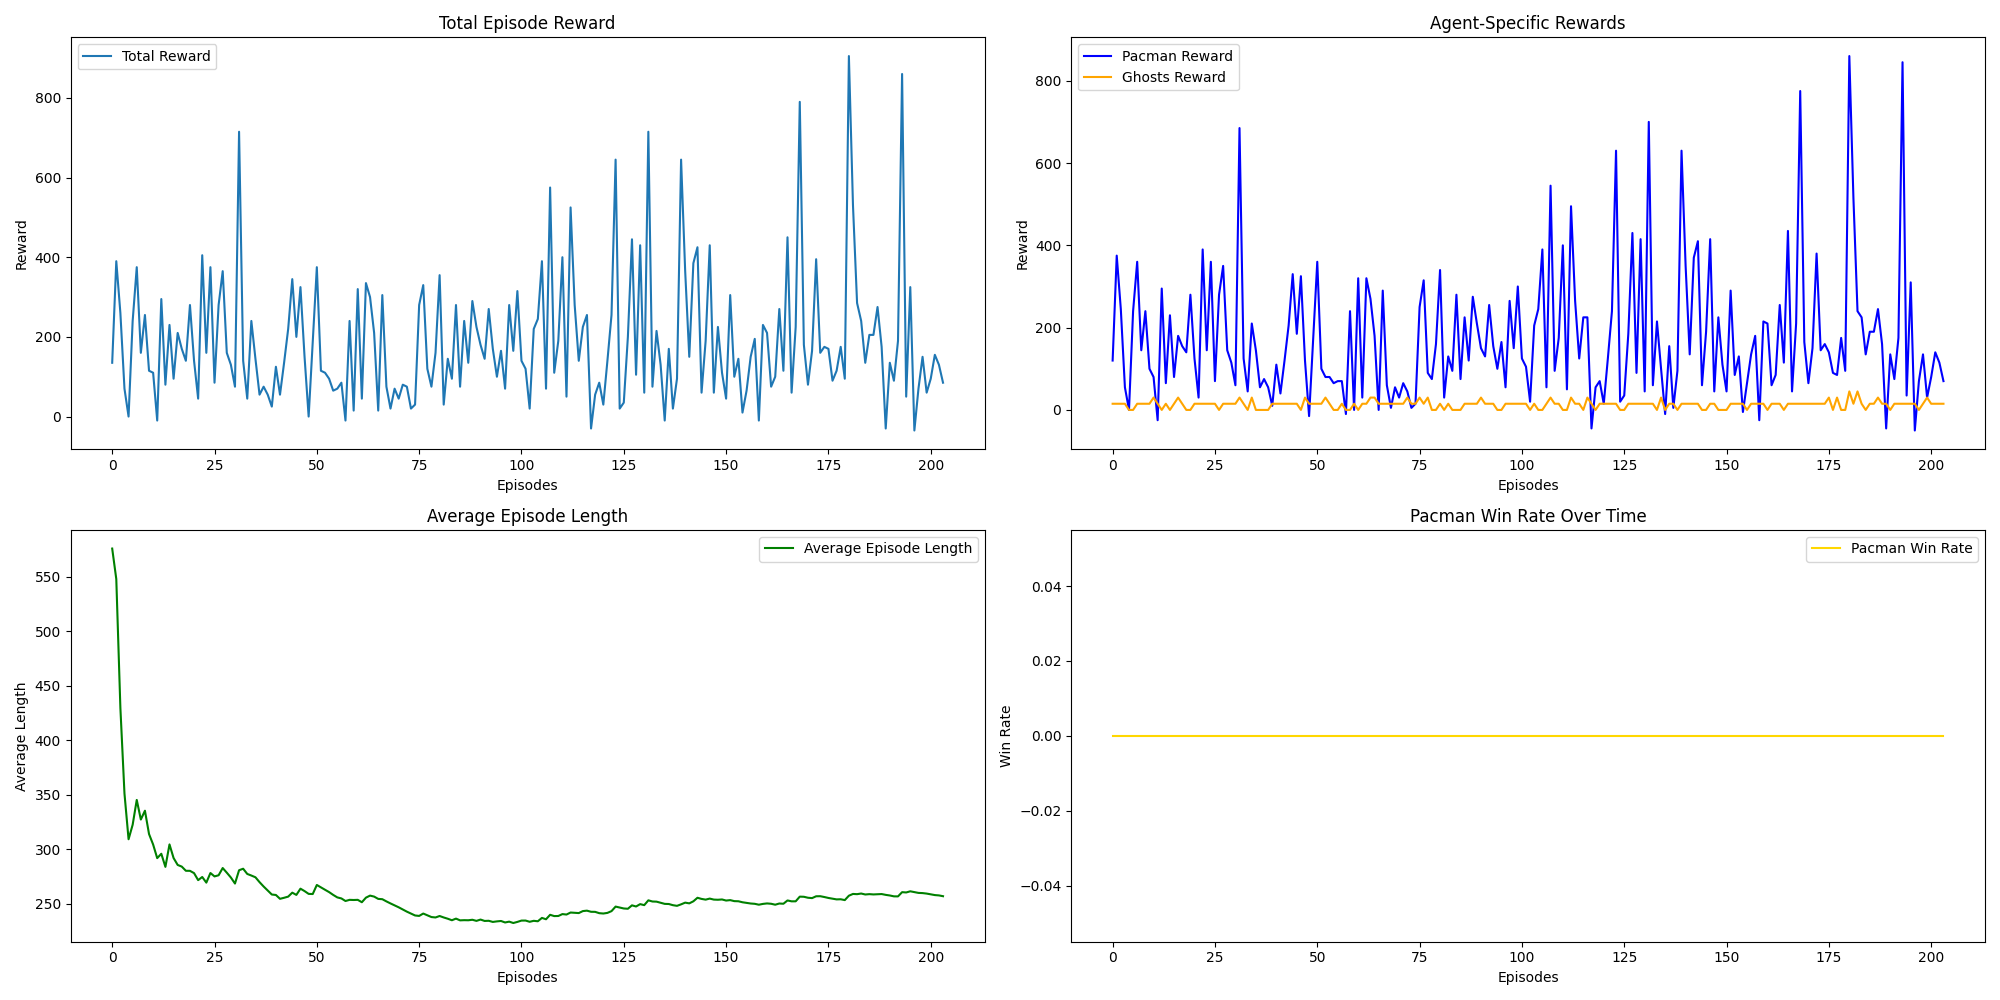 Total Episode Reward
Total Reward
800
600
400
200
0
Reward
0 25 50 75 100 125 150 175 200
Episodes
Agent-Specific Rewards
Pacman Reward
Ghosts Reward
800
600
400
200
0
Reward
0 25 50 75 100 125 150 175 200
Episodes
Average Episode Length
Average Episode Length
550
500
450
400
350
300
250
Average Length
0 25 50 75 100 125 150 175 200
Episodes
Pacman Win Rate Over Time
Pacman Win Rate
0.04
0.02
0.00
−0.02
−0.04
Win Rate
0 25 50 75 100 125 150 175 200
Episodes